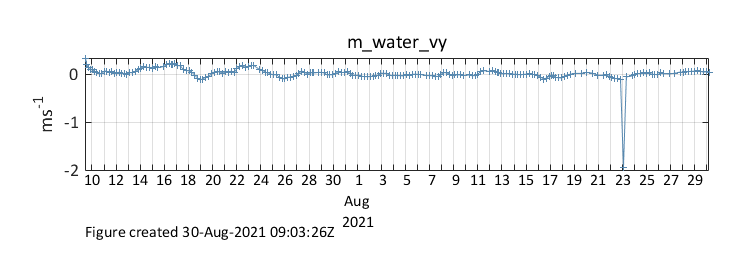 m_water_vy
ms-1
0
-1
-2
10 12 14 16 18 20 22 24 26 28 30 1 3 5 7 9 11 13 15 17 19 21 23 25 27 29
Aug
2021
Figure created 30-Aug-2021 09:03:26Z